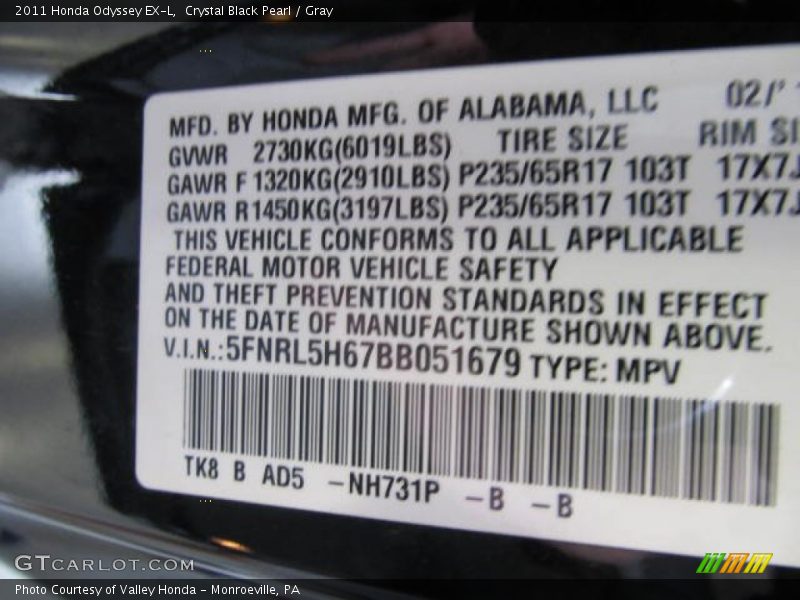 2011 Honda Odyssey EX-L,  Crystal Black Pearl / Gray
MFD. BY HONDA MFG. OF ALABAMA, LLC 02/'
GVWR 2730KG(6019LBS) TIRE SIZE RIM SI
GAWR F 1320KG(2910LBS) P235/65R17 103T 17X7J
GAWR R1450KG(3197LBS) P235/65R17 103T 17X7J
THIS VEHICLE CONFORMS TO ALL APPLICABLE
FEDERAL MOTOR VEHICLE SAFETY
AND THEFT PREVENTION STANDARDS IN EFFECT
ON THE DATE OF MANUFACTURE SHOWN ABOVE.
V.I.N.:5FNRL5H67BB051679 TYPE: MPV
TK8 B AD5 -NH731P -B -B
GTCARLOT.COM
Photo Courtesy of Valley Honda - Monroeville, PA